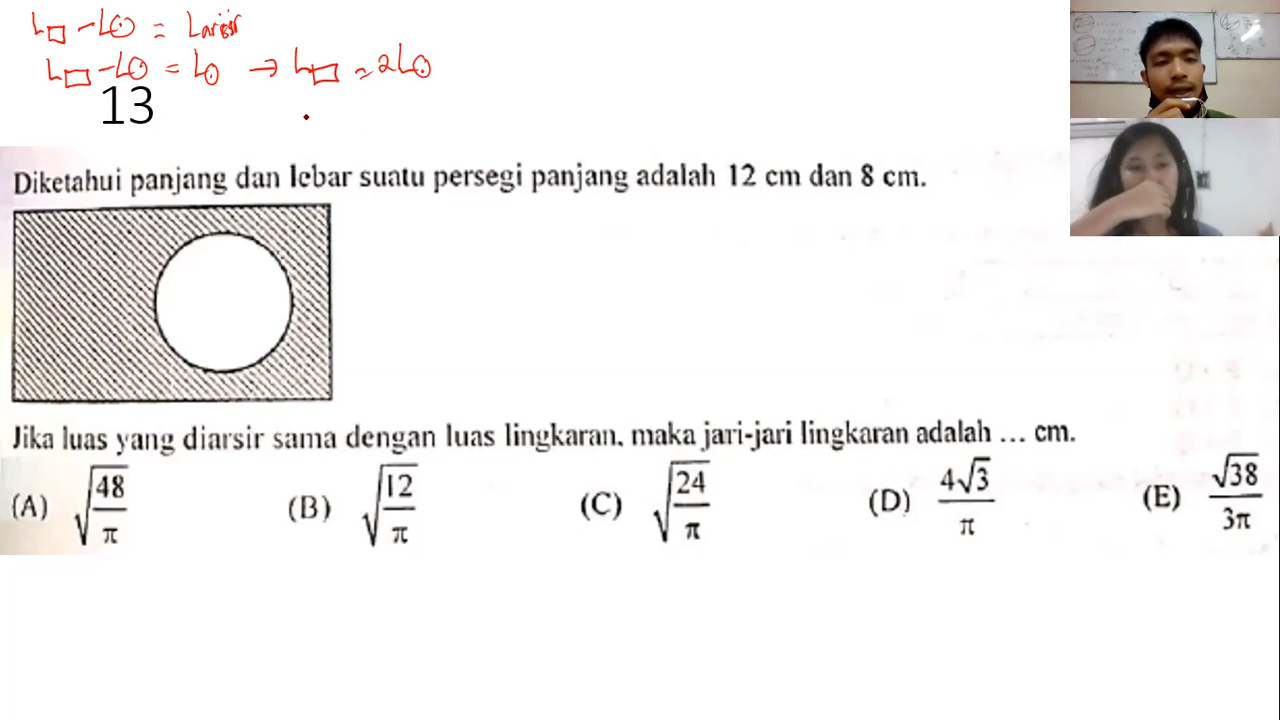 L□ - L⊙ = Larsir
L□ - L⊙ = L⊙ → L□ = 2L⊙
13
Diketahui panjang dan lebar suatu persegi panjang adalah 12 cm dan 8 cm.
Jika luas yang diarsir sama dengan luas lingkaran, maka jari-jari lingkaran adalah ... cm.
(A) √(48/π) (B) √(12/π) (C) √(24/π) (D) 4√3/π (E) √38/3π